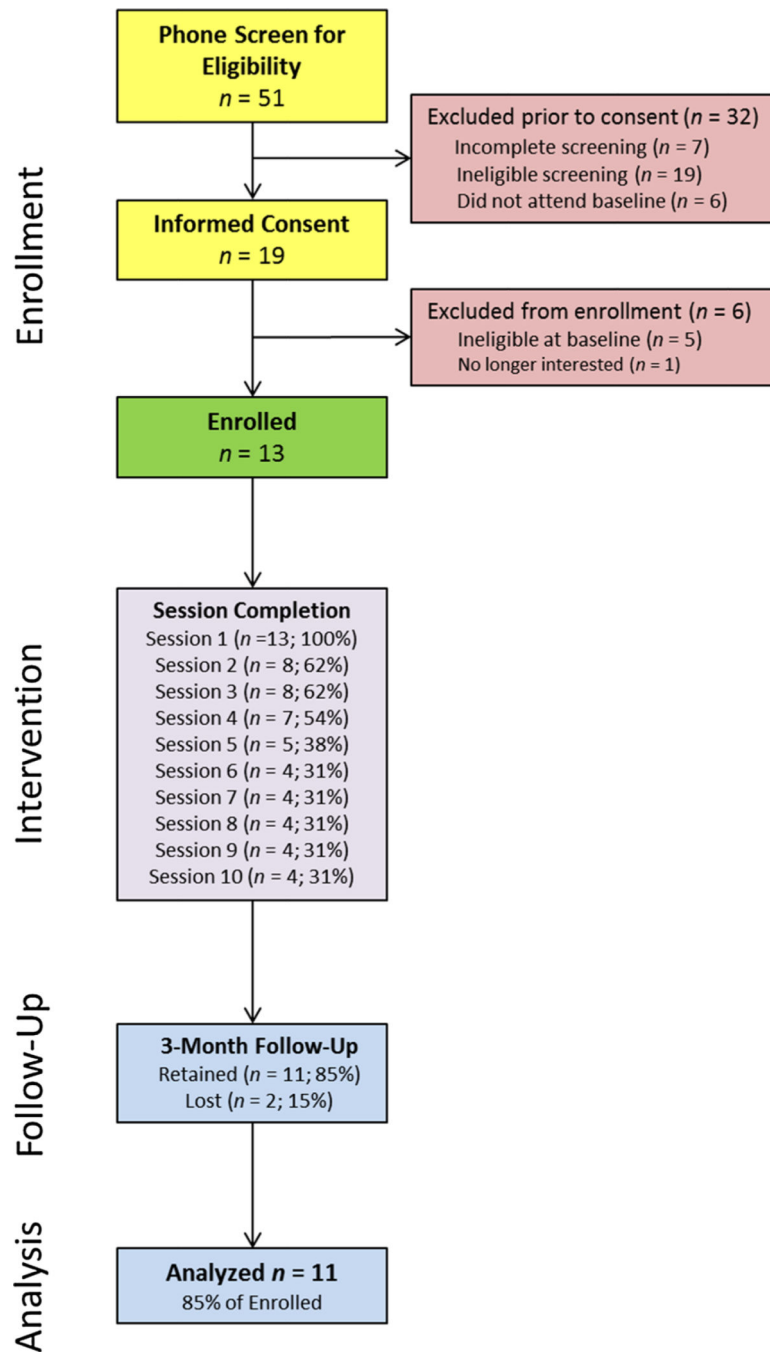 Enrollment
Phone Screen for
Eligibility
n = 51
Excluded prior to consent (n = 32)
Incomplete screening (n = 7)
Ineligible screening (n = 19)
Did not attend baseline (n = 6)
Informed Consent
n = 19
Excluded from enrollment (n = 6)
Ineligible at baseline (n = 5)
No longer interested (n = 1)
Enrolled
n = 13
Intervention
Session Completion
Session 1 (n =13; 100%)
Session 2 (n = 8; 62%)
Session 3 (n = 8; 62%)
Session 4 (n = 7; 54%)
Session 5 (n = 5; 38%)
Session 6 (n = 4; 31%)
Session 7 (n = 4; 31%)
Session 8 (n = 4; 31%)
Session 9 (n = 4; 31%)
Session 10 (n = 4; 31%)
Follow-Up
3-Month Follow-Up
Retained (n = 11; 85%)
Lost (n = 2; 15%)
Analysis
Analyzed n = 11
85% of Enrolled